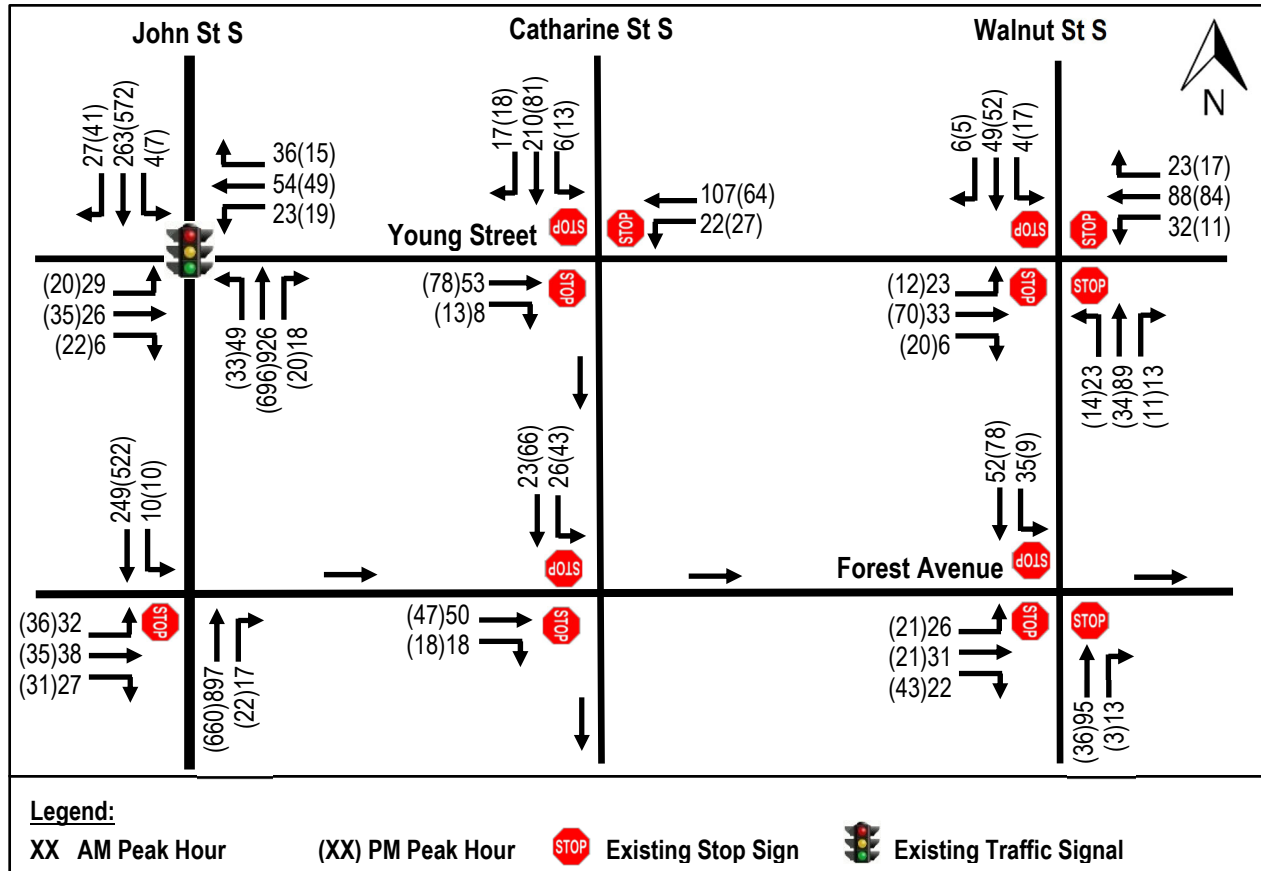 John St S
Catharine St S
Walnut St S
N
27(41)
263(572)
4(7)
36(15)
54(49)
23(19)
17(18)
210(81)
6(13)
107(64)
22(27)
6(5)
49(52)
4(17)
23(17)
88(84)
32(11)
STOP
STOP
STOP
STOP
Young Street
(20)29
(35)26
(22)6
(33)49
(696)926
(20)18
(78)53
(13)8
STOP
(12)23
(70)33
(20)6
STOP
STOP
(14)23
(34)89
(11)13
249(522)
10(10)
23(66)
26(43)
52(78)
35(9)
STOP
Forest Avenue
STOP
(36)32
(35)38
(31)27
STOP
(660)897
(22)17
(47)50
(18)18
STOP
(21)26
(21)31
(43)22
STOP
STOP
(36)95
(3)13
Legend:
XX AM Peak Hour (XX) PM Peak Hour STOP Existing Stop Sign Existing Traffic Signal